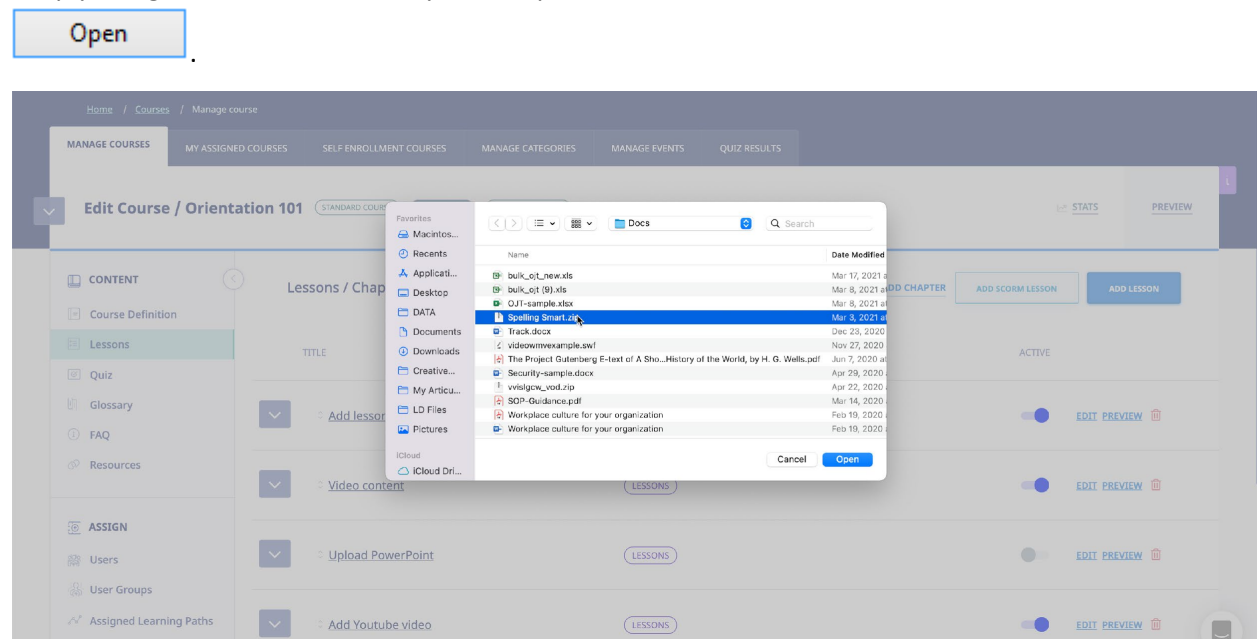 Open
.
Home / Courses / Manage course
MANAGE COURSES
MY ASSIGNED COURSES
SELF ENROLLMENT COURSES
MANAGE CATEGORIES
MANAGE EVENTS
QUIZ RESULTS
Edit Course / Orientation 101
STANDARD
STATS
PREVIEW
CONTENT
Course Definition
Lessons
Quiz
Glossary
FAQ
Resources
ASSIGN
Users
User Groups
Assigned Learning Paths
Lessons / Chap
CHAPTER
ADD SCORM LESSON
ADD LESSON
TITLE
ACTIVE
Add lesson
EDIT PREVIEW
Video content
LESSONS
EDIT PREVIEW
Upload PowerPoint
LESSONS
EDIT PREVIEW
Add Youtube video
LESSONS
EDIT PREVIEW
Favorites
Macintos...
Recents
Applicati...
Desktop
DATA
Documents
Downloads
Creative...
My Articu...
LD Files
Pictures
iCloud
iCloud Dri...
Docs
Search
Name
Date Modified
bulk_ojt_new.xls
Mar 17, 2021
bulk_ojt (9).xls
Mar 8, 2021
OJT-sample.xlsx
Mar 8, 2021
Spelling Smart.zip
Mar 3, 2021
Track.docx
Dec 23, 2020
videowmvexample.swf
Nov 27, 2020
The Project Gutenberg E-text of A Sho...History of the World, by H. G. Wells.pdf
Jun 7, 2020
Security-sample.docx
Apr 29, 2020
vvislgcw_vod.zip
Apr 22, 2020
SOP-Guidance.pdf
Mar 14, 2020
Workplace culture for your organization
Feb 19, 2020
Workplace culture for your organization
Feb 19, 2020
Cancel
Open